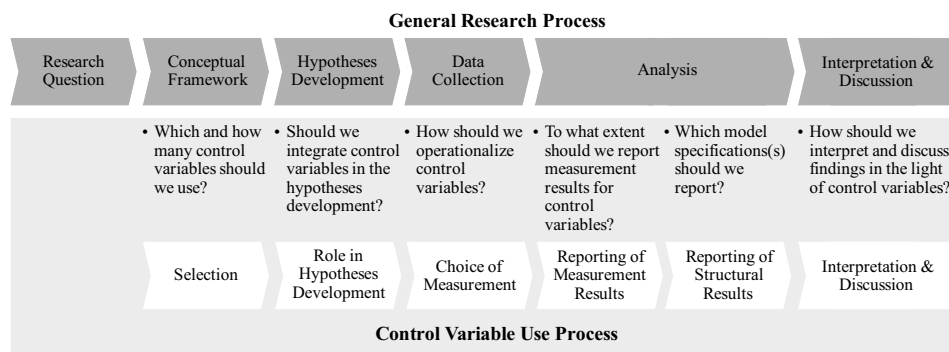 General Research Process
Research
Question
Conceptual
Framework
Hypotheses
Development
Data
Collection
Analysis
Interpretation &
Discussion
• Which and how
many control
variables should
we use?
• Should we
integrate control
variables in the
hypotheses
development?
• How should we
operationalize
control
variables?
• To what extent
should we report
measurement
results for
control
variables?
• Which model
specifications(s)
should we
report?
• How should we
interpret and discuss
findings in the light
of control variables?
Selection
Role in
Hypotheses
Development
Choice of
Measurement
Reporting of
Measurement
Results
Reporting of
Structural
Results
Interpretation &
Discussion
Control Variable Use Process